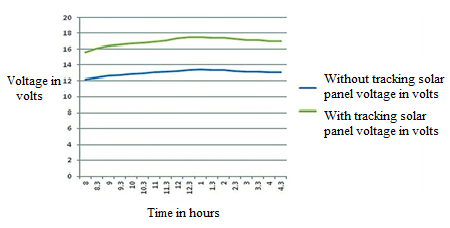 20
18
16
14
12
10
8
6
4
2
0
Voltage in
volts
8 8.3 9 9.3 10 10.3 11 11.3 12 12.3 1 1.3 2 2.3 3 3.3 4 4.3
Time in hours
Without tracking solar
panel voltage in volts
With tracking solar
panel voltage in volts